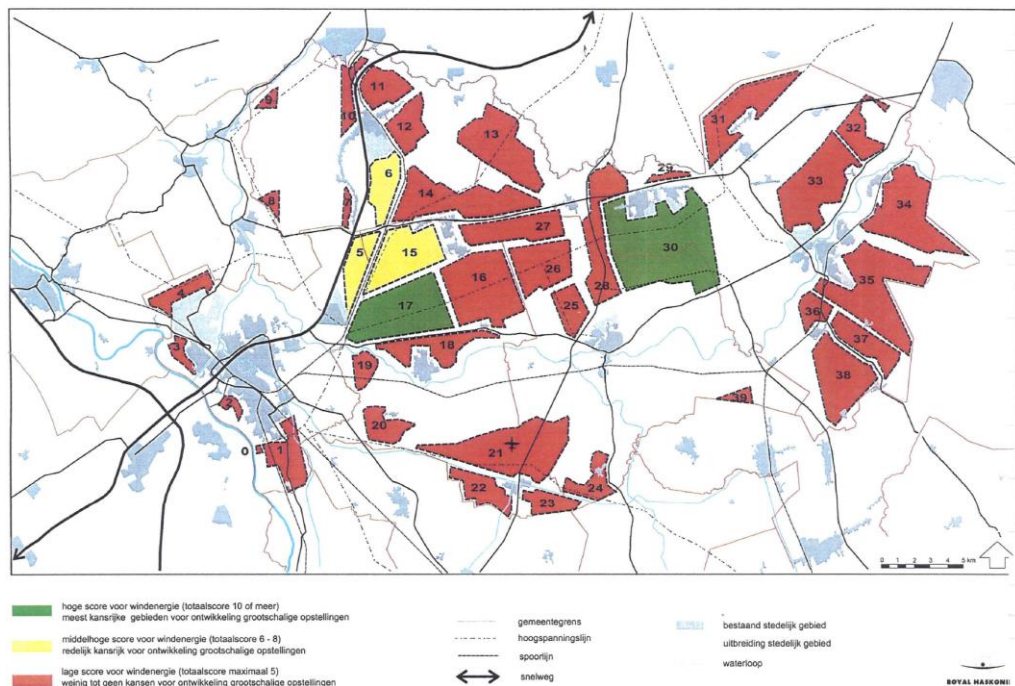 11
9
10
12
13
31
32
6
29
33
8
7
14
34
27
5
15
30
16
26
35
4
28
17
25
36
3
18
37
19
38
2
39
20
0
1
21
22
24
23
0 1 2 3 4 5 km
hoge score voor windenergie (totaalscore 10 of meer)
meest kansrijke gebieden voor ontwikkeling grootschalige opstellingen
middelhoge score voor windenergie (totaalscore 6 - 8)
redelijk kansrijk voor ontwikkeling grootschalige opstellingen
lage score voor windenergie (totaalscore maximaal 5)
weinig tot geen kansen voor ontwikkeling grootschalige opstellingen
gemeentegrens
hoogspanningslijn
spoorlijn
snelweg
bestaand stedelijk gebied
uitbreiding stedelijk gebied
waterloop
ROYAL HASKONI